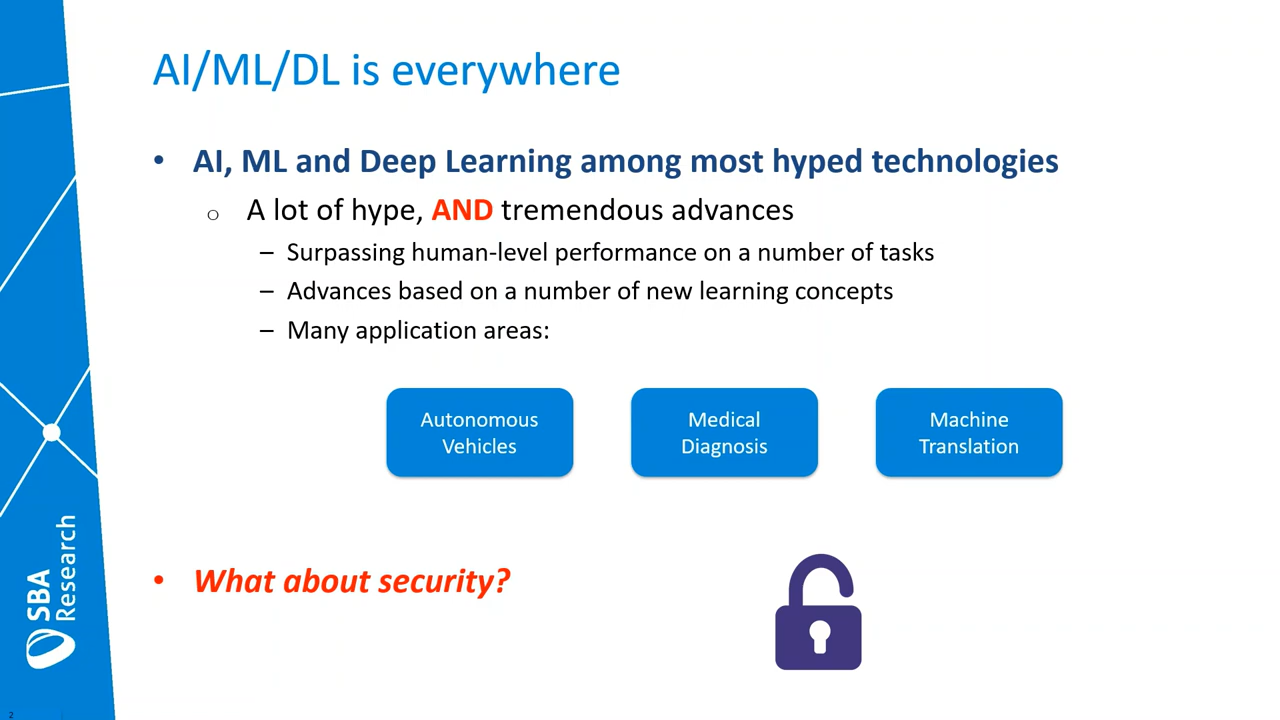 AI/ML/DL is everywhere
• AI, ML and Deep Learning among most hyped technologies
o A lot of hype, AND tremendous advances
– Surpassing human-level performance on a number of tasks
– Advances based on a number of new learning concepts
– Many application areas:
Autonomous
Vehicles
Medical
Diagnosis
Machine
Translation
• What about security?
SBA
Research
2